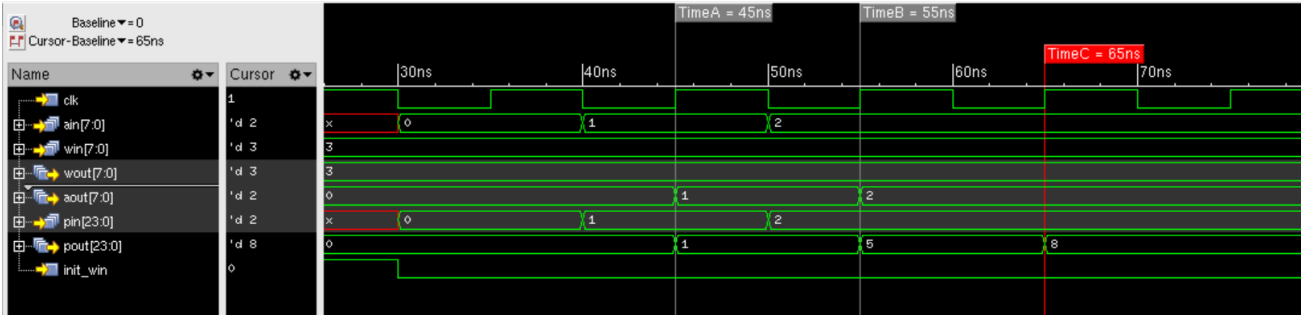 TimeA = 45ns TimeB = 55ns
Baseline▼=0
Cursor-Baseline▼=65ns
TimeC = 65ns
Name Cursor 30ns 40ns 50ns 60ns 70ns
clk 1
ain[7:0] 'd 2 x 0 1 2
win[7:0] 'd 3 3
wout[7:0] 'd 3 3
aout[7:0] 'd 2 0 1 2
pin[23:0] 'd 2 x 0 1 2
pout[23:0] 'd 8 0 1 5 8
init_win 0